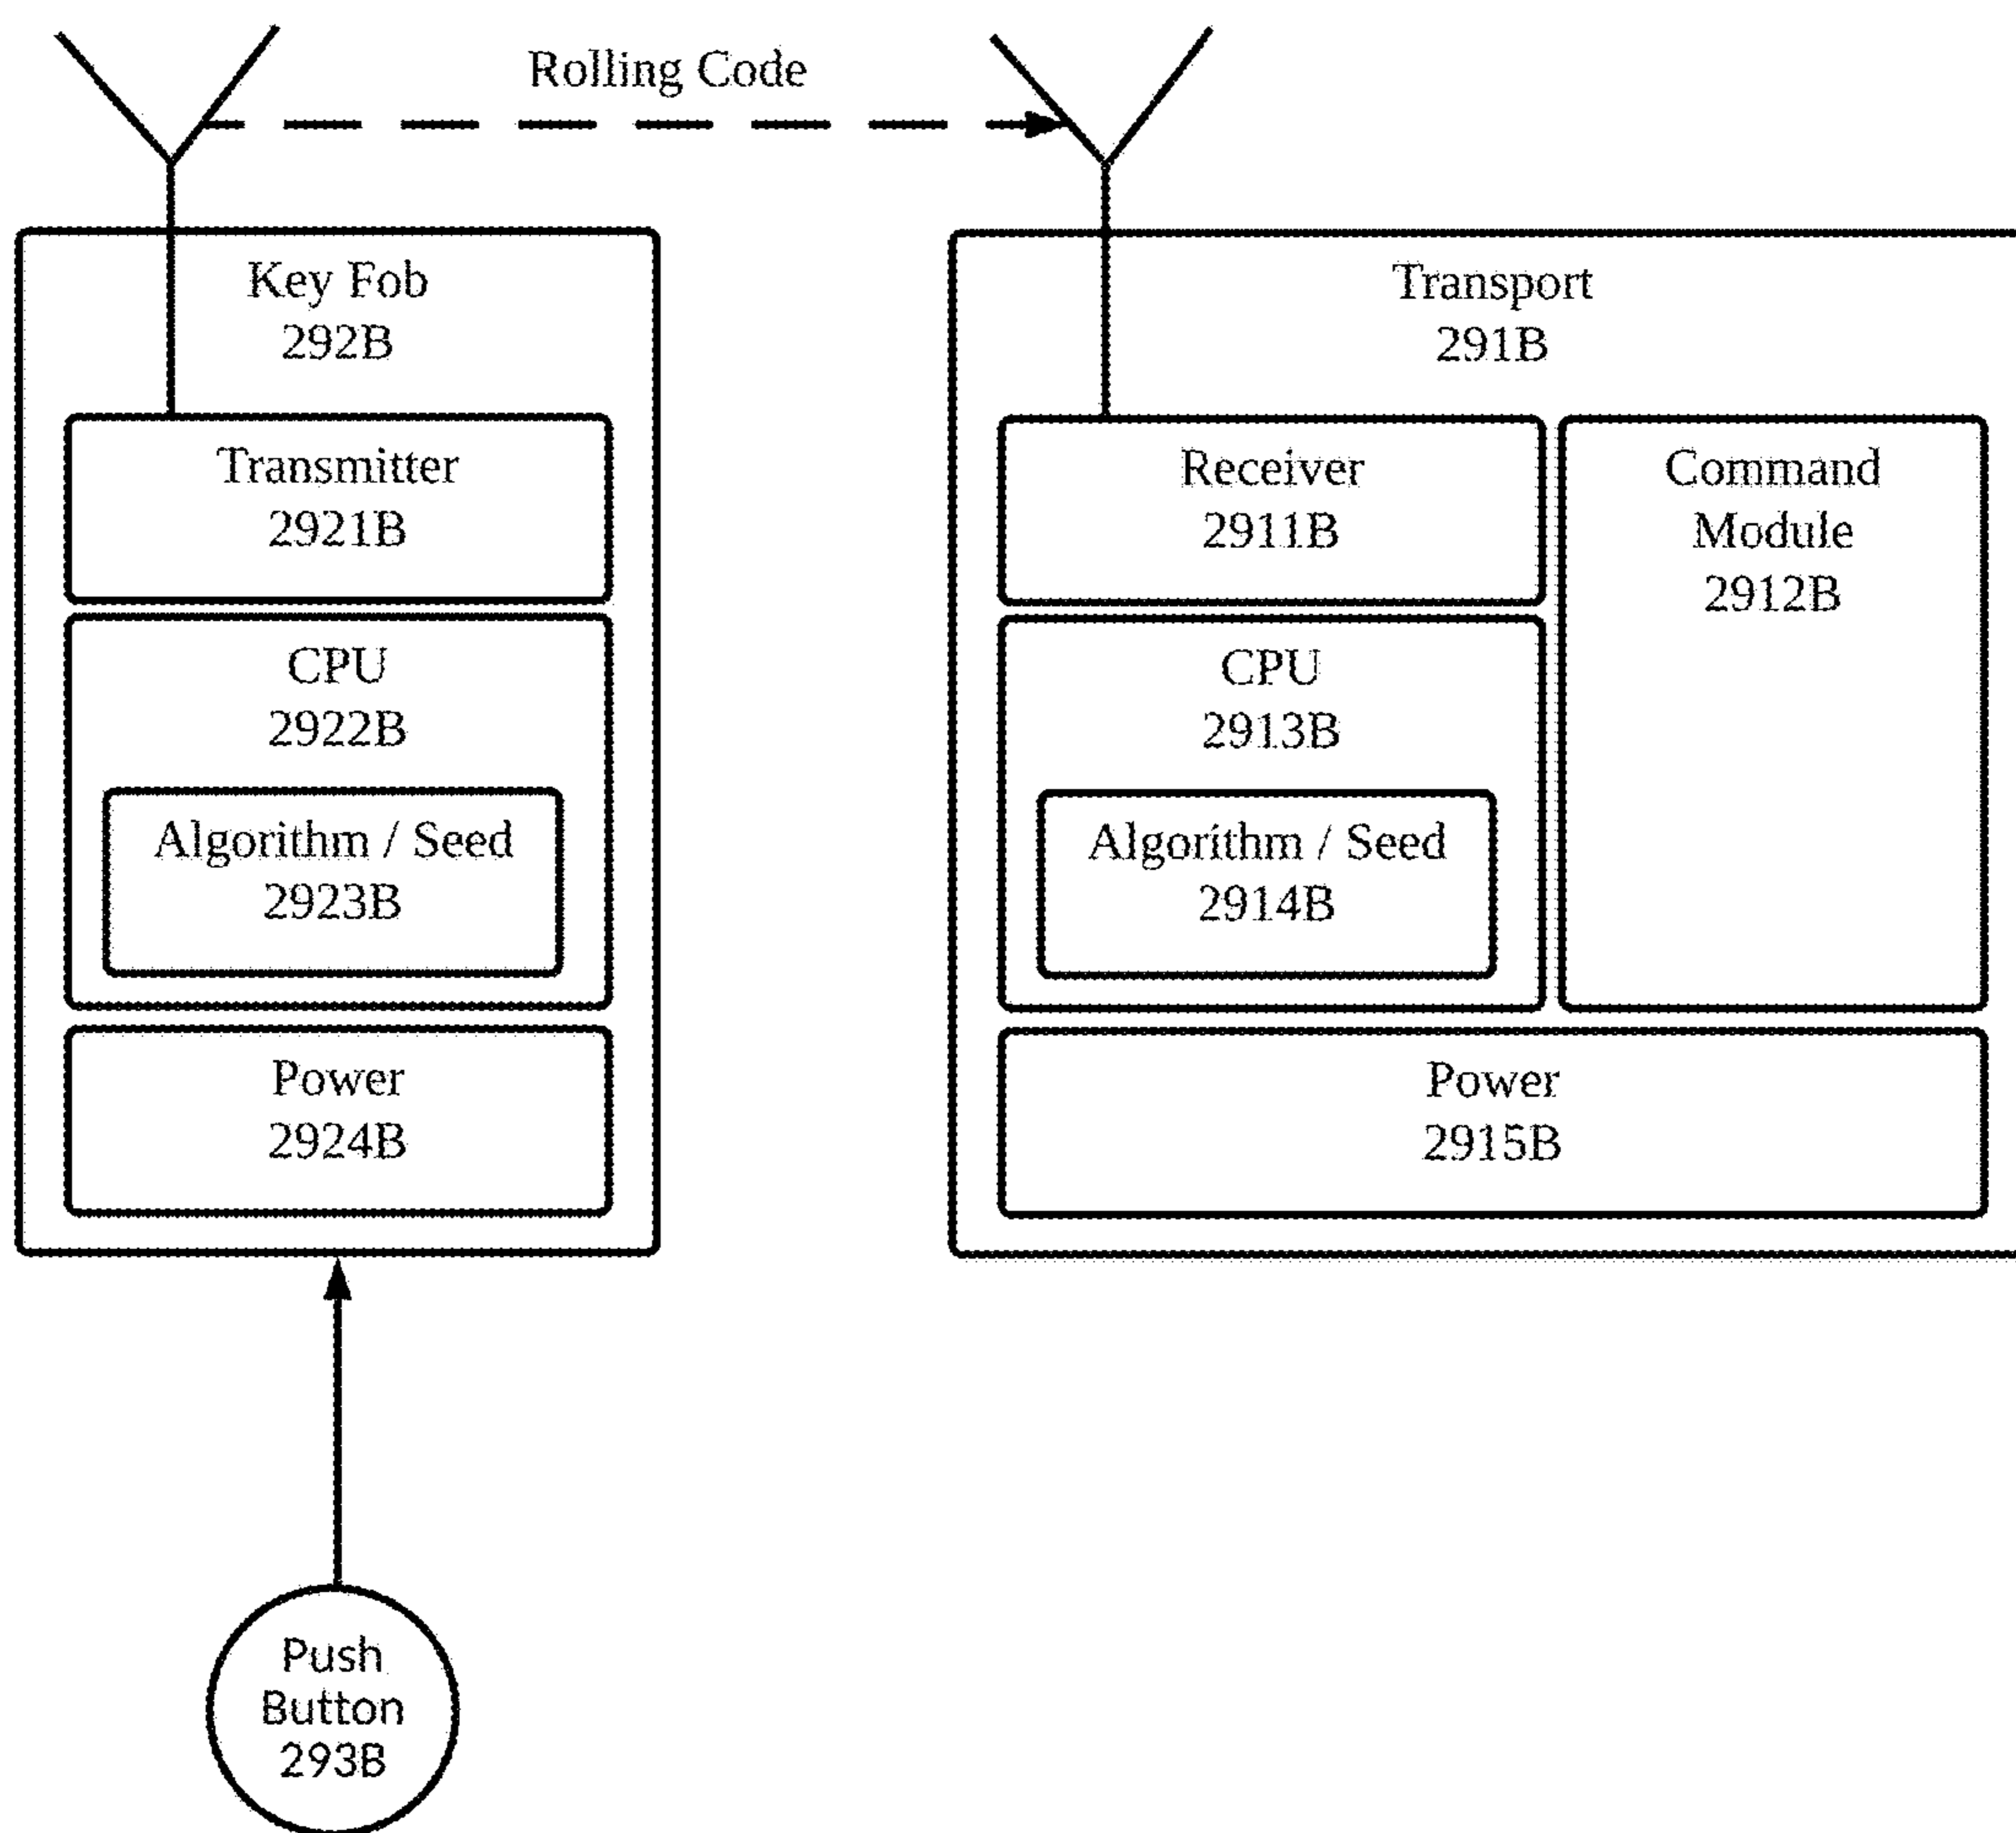 Rolling Code
Key Fob
292B
Transmitter
2921B
CPU
2922B
Algorithm / Seed
2923B
Power
2924B
Push
Button
293B
Transport
291B
Receiver
2911B
Command
Module
2912B
CPU
2913B
Algorithm / Seed
2914B
Power
2915B